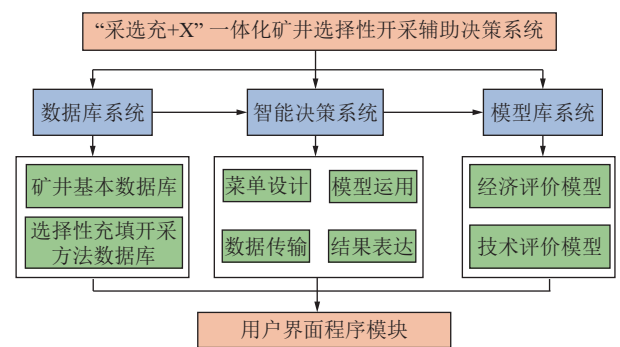 “采选充+X” 一体化矿井选择性开采辅助决策系统
数据库系统
智能决策系统
模型库系统
矿井基本数据库
选择性充填开采
方法数据库
菜单设计
模型运用
数据传输
结果表达
经济评价模型
技术评价模型
用户界面程序模块